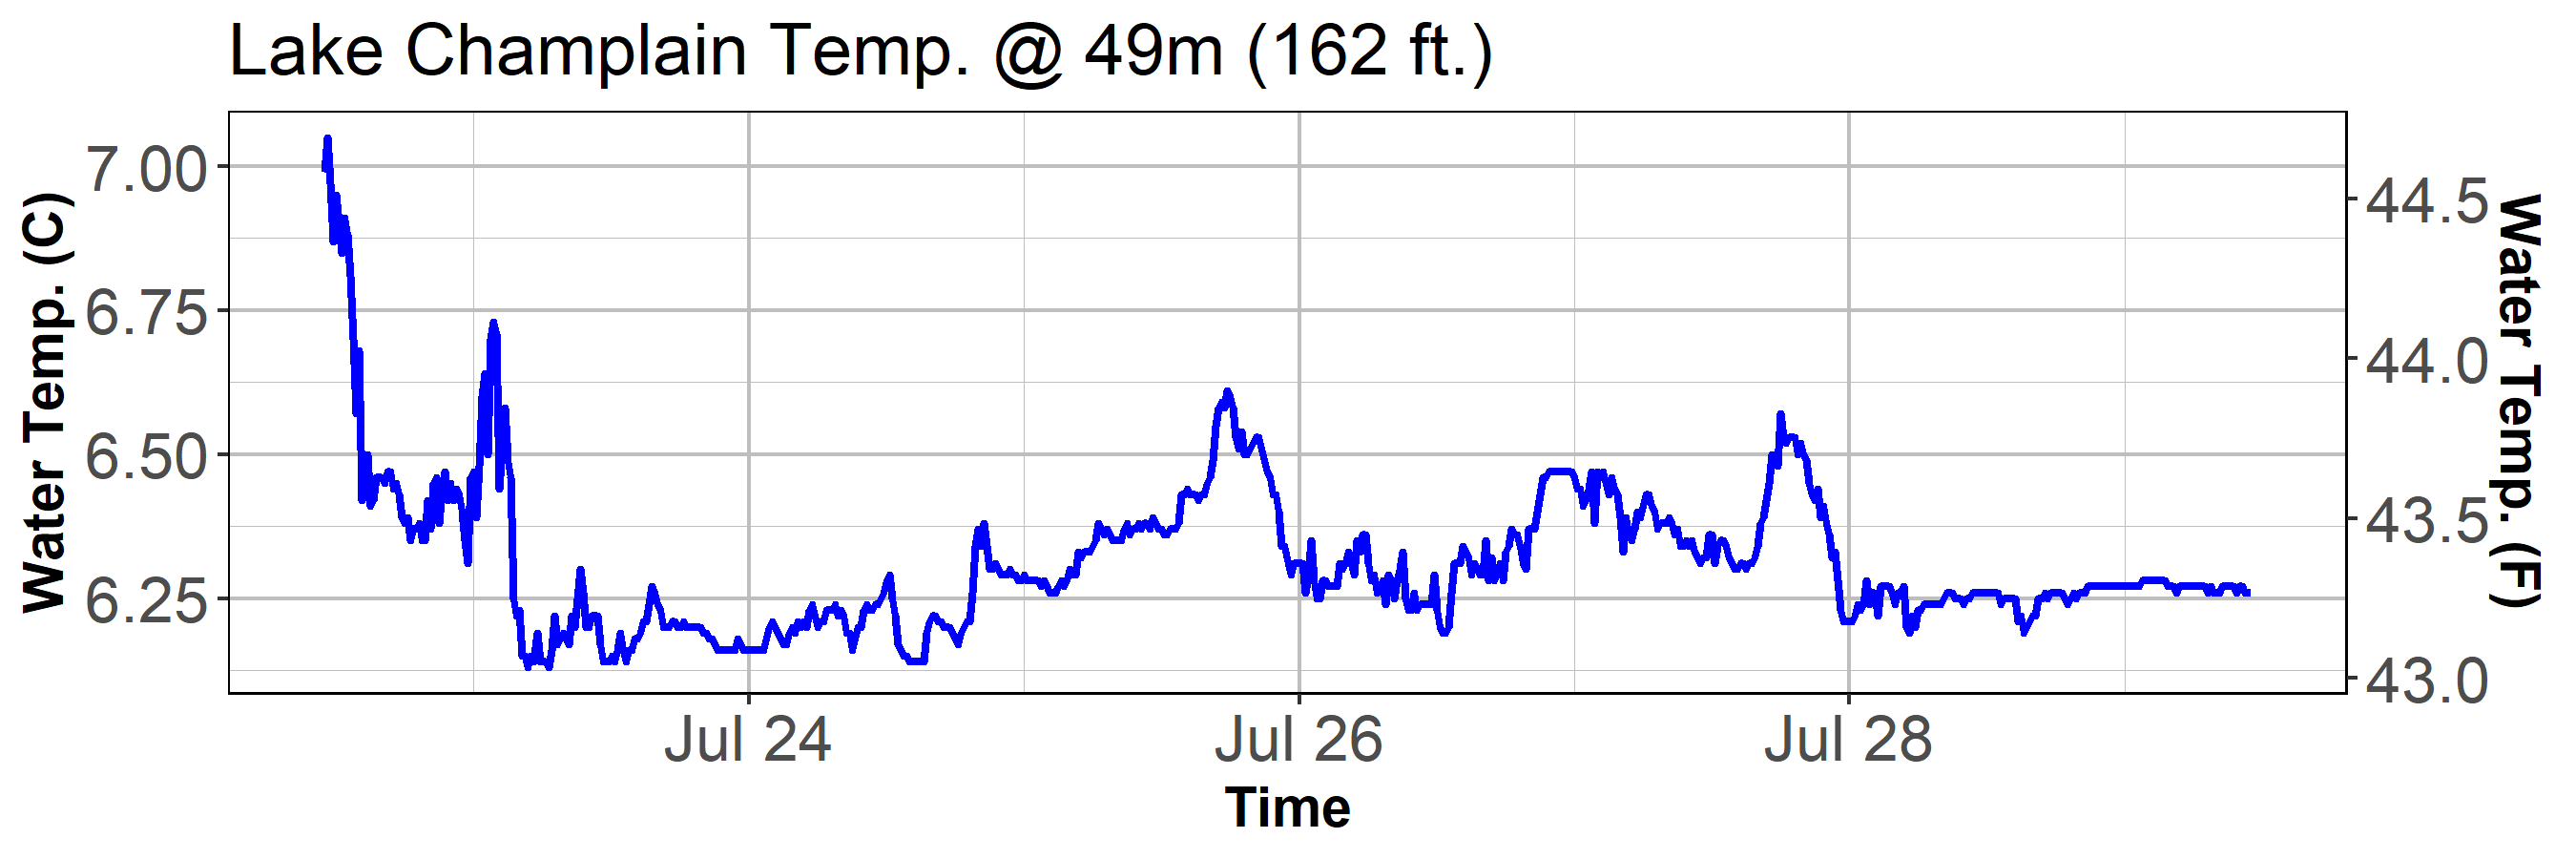 Lake Champlain Temp. @ 49m (162 ft.)
Water Temp. (C)
7.00
6.75
6.50
6.25
44.5
44.0
43.5
43.0
Water Temp. (F)
Jul 24
Jul 26
Jul 28
Time